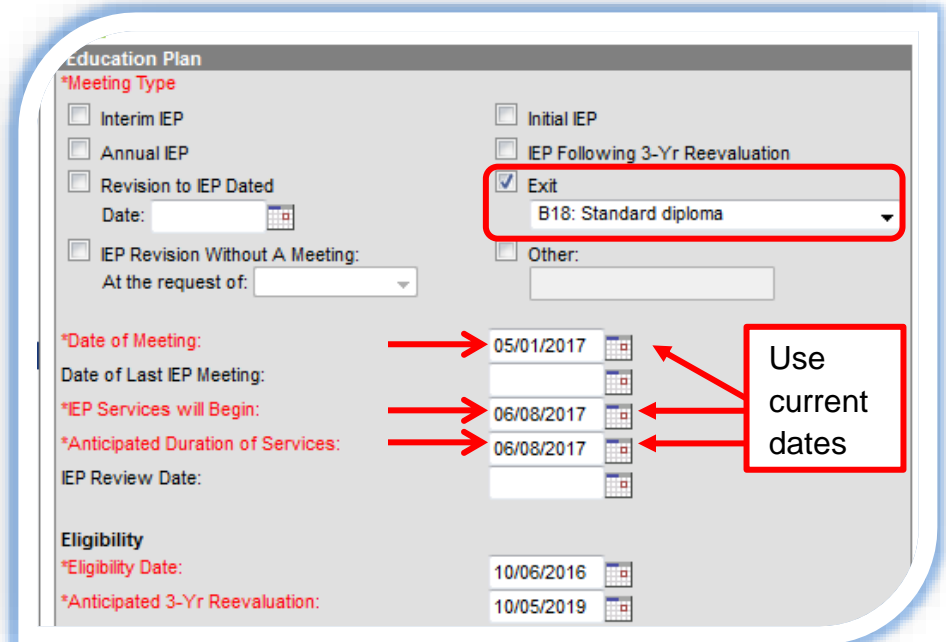 Education Plan
*Meeting Type
Interim IEP
Initial IEP
Annual IEP
IEP Following 3-Yr Reevaluation
Revision to IEP Dated
Exit
Date:
B18: Standard diploma
IEP Revision Without A Meeting:
Other:
At the request of:
*Date of Meeting: 05/01/2017
Date of Last IEP Meeting:
*IEP Services will Begin: 06/08/2017
*Anticipated Duration of Services: 06/08/2017
IEP Review Date:
Use
current
dates
Eligibility
*Eligibility Date: 10/06/2016
*Anticipated 3-Yr Reevaluation: 10/05/2019